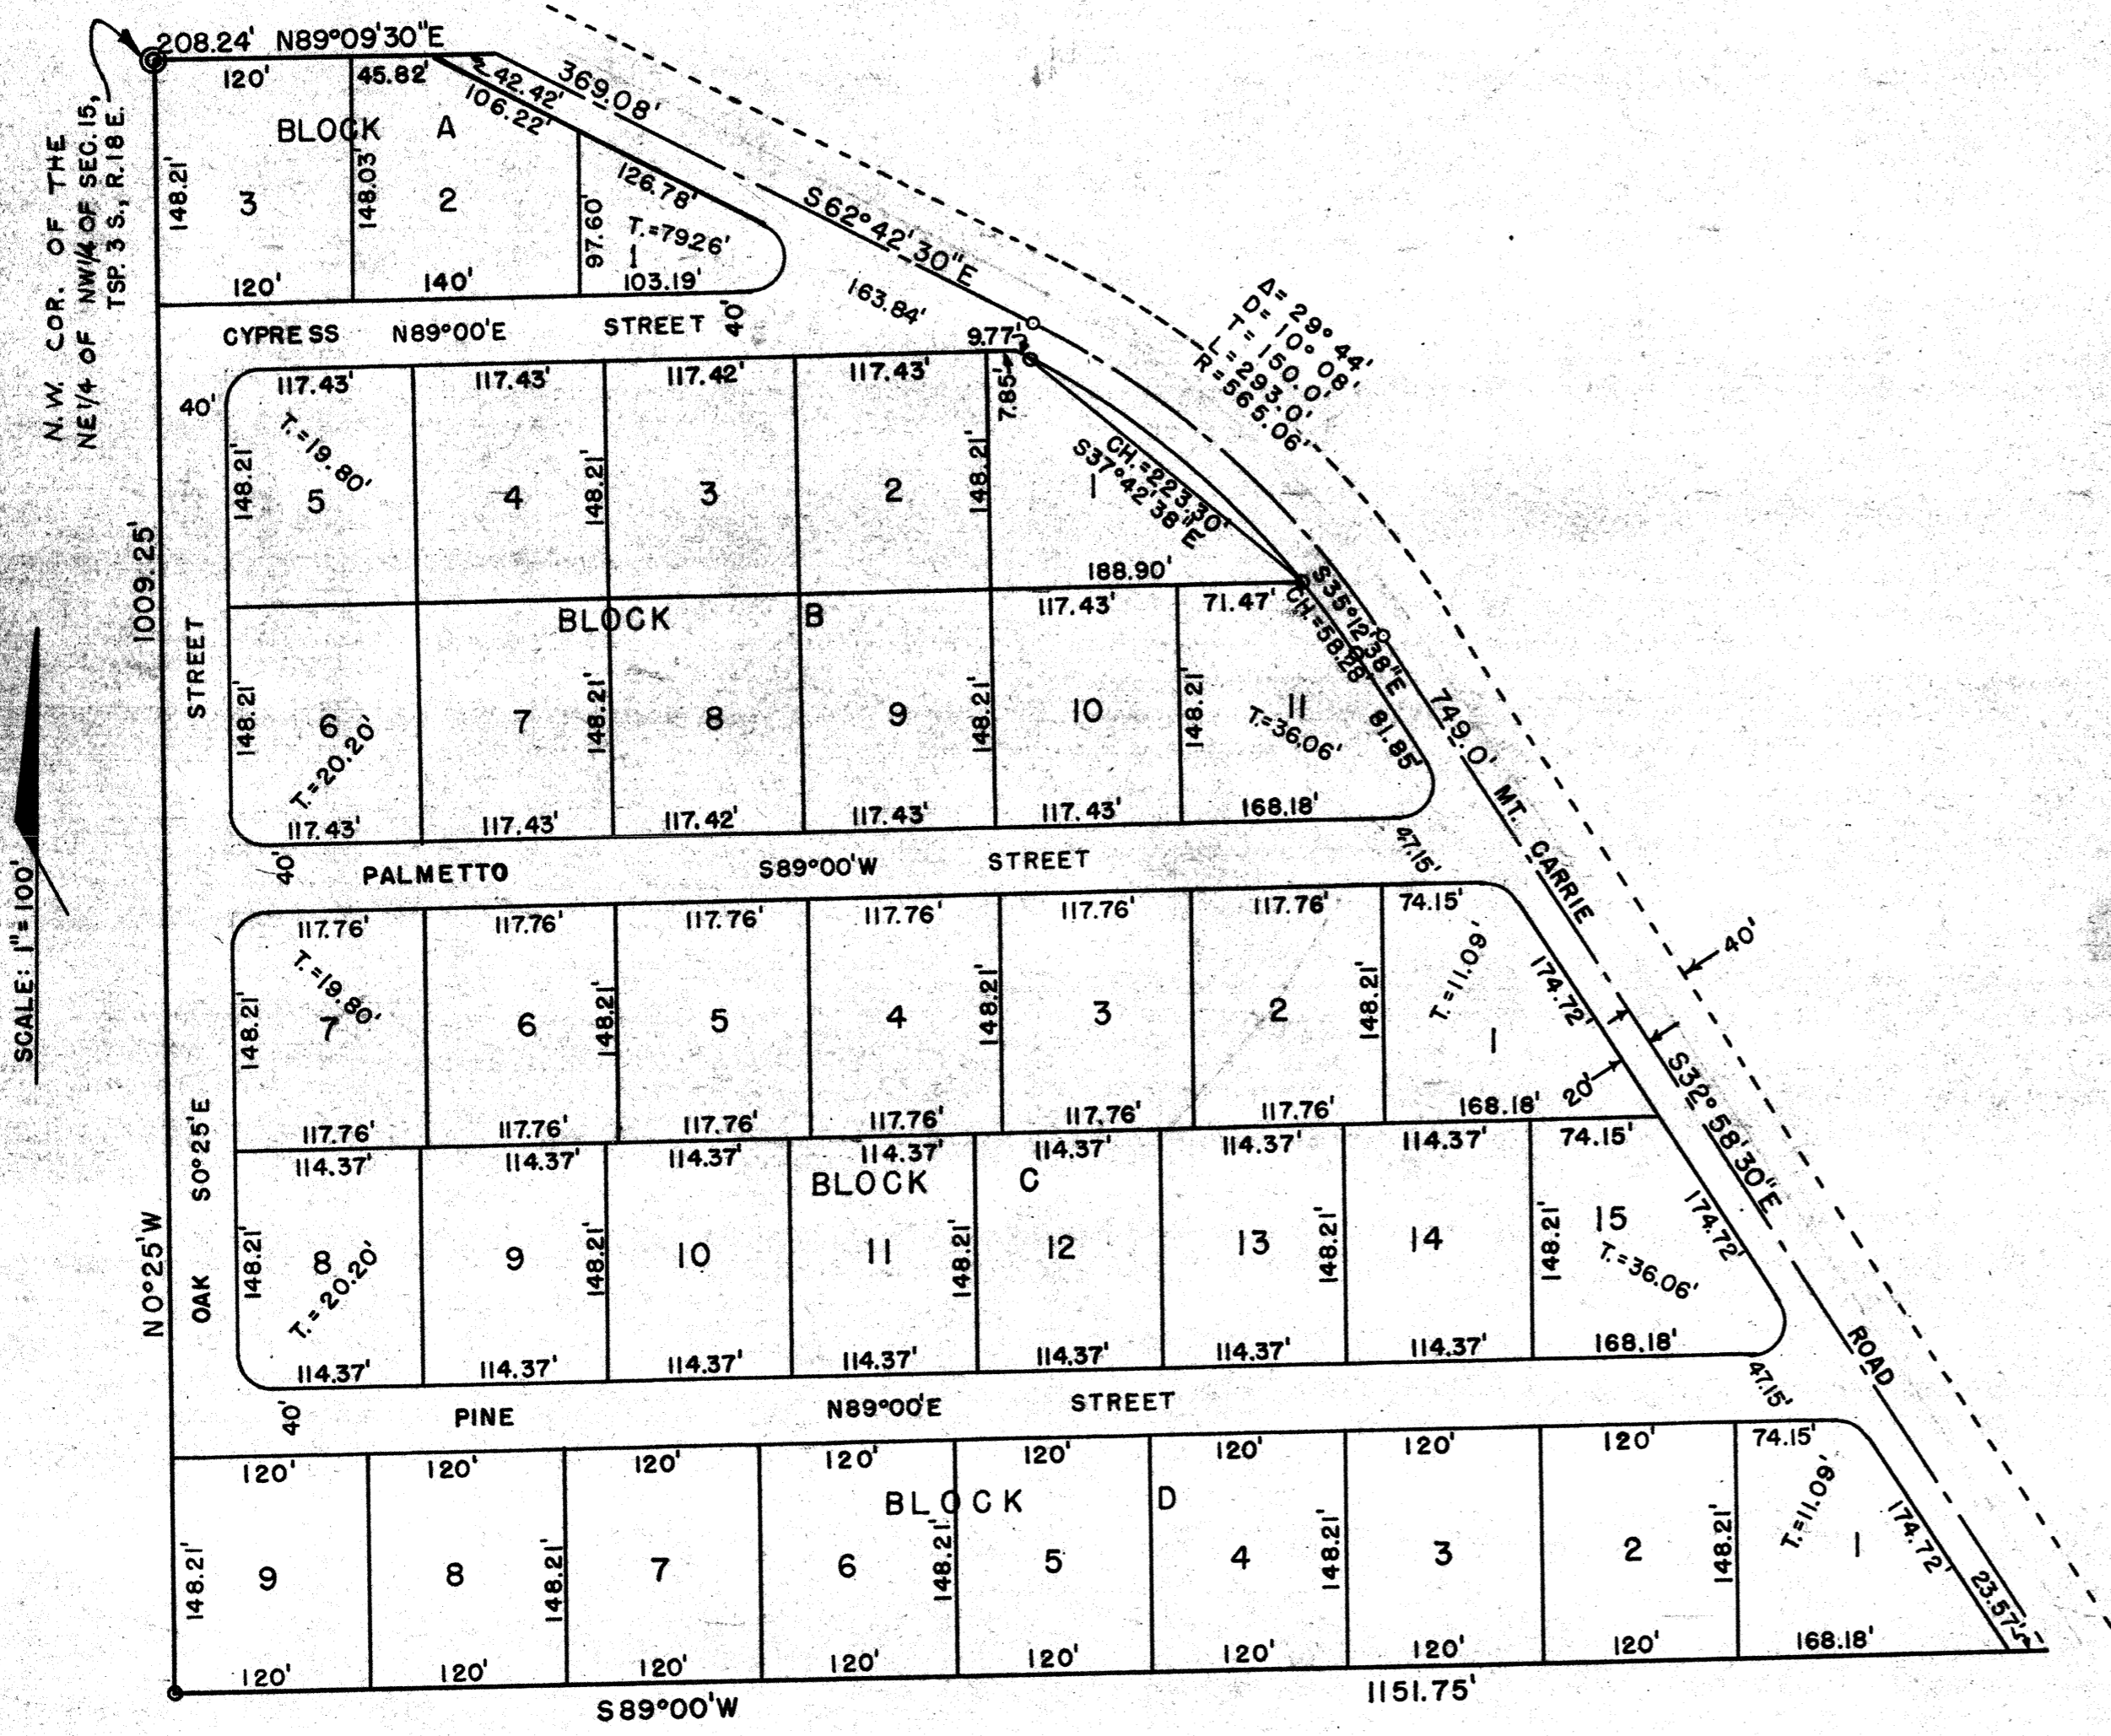 208.24' N89°09'30"E
N.W. COR. OF THE
NE1/4 OF NW1/4 OF SEC. 15,
TSP. 3 S., R.18 E.
120' 45.82' 42.42' 369.08'
106.22'
BLOCK A
148.21' 3 148.03' 2 97.60' 126.78'
T.=79.26'
1
120' 140' 103.19'
S62°42'30"E
163.84'
CYPRESS N89°00'E STREET 40'
9.77'
Δ= 29° 44'
D= 10° 08'
T= 150.0'
L=293.0'
R=565.06'
40'
117.43' 117.43' 117.42' 117.43' 7.85'
T.=19.80'
148.21' 5 4 148.21' 3 2 148.21' 1
CH.=223.30'
S37°42'38"E
188.90'
1009.25'
STREET
BLOCK B
117.43' 71.47'
S35°12'38"E
CH.=58.28'
148.21' 6 7 148.21' 8 9 148.21' 10 148.21' 11
T.=20.20'
T.=36.06'
81.85'
749.0'
117.43' 117.43' 117.42' 117.43' 117.43' 168.18'
47.15'
MT. CARRIE
40'
PALMETTO S89°00'W STREET
SCALE: 1"= 100'
117.76' 117.76' 117.76' 117.76' 117.76' 117.76' 74.15'
T.=19.80'
T.=11.09'
174.72'
40'
148.21' 7 6 148.21' 5 4 148.21' 3 2 148.21' 1
20'
S32°58'30"E
117.76' 117.76' 117.76' 117.76' 117.76' 117.76' 168.18'
S0°25'E
OAK
N0°25'W
114.37' 114.37' 114.37' 114.37' 114.37' 114.37' 114.37' 74.15'
BLOCK C
148.21' 8 9 148.21' 10 11 148.21' 12 13 148.21' 14 148.21' 15
T.=20.20'
T.=36.06'
174.72'
114.37' 114.37' 114.37' 114.37' 114.37' 114.37' 114.37' 168.18'
47.15'
ROAD
40'
PINE N89°00'E STREET
120' 120' 120' 120' 120' 120' 120' 120' 74.15'
BLOCK D
T.=11.09'
174.72'
148.21' 9 8 148.21' 7 6 148.21' 5 4 148.21' 3 2 148.21' 1
23.57'
120' 120' 120' 120' 120' 120' 120' 120' 168.18'
S89°00'W 1151.75'